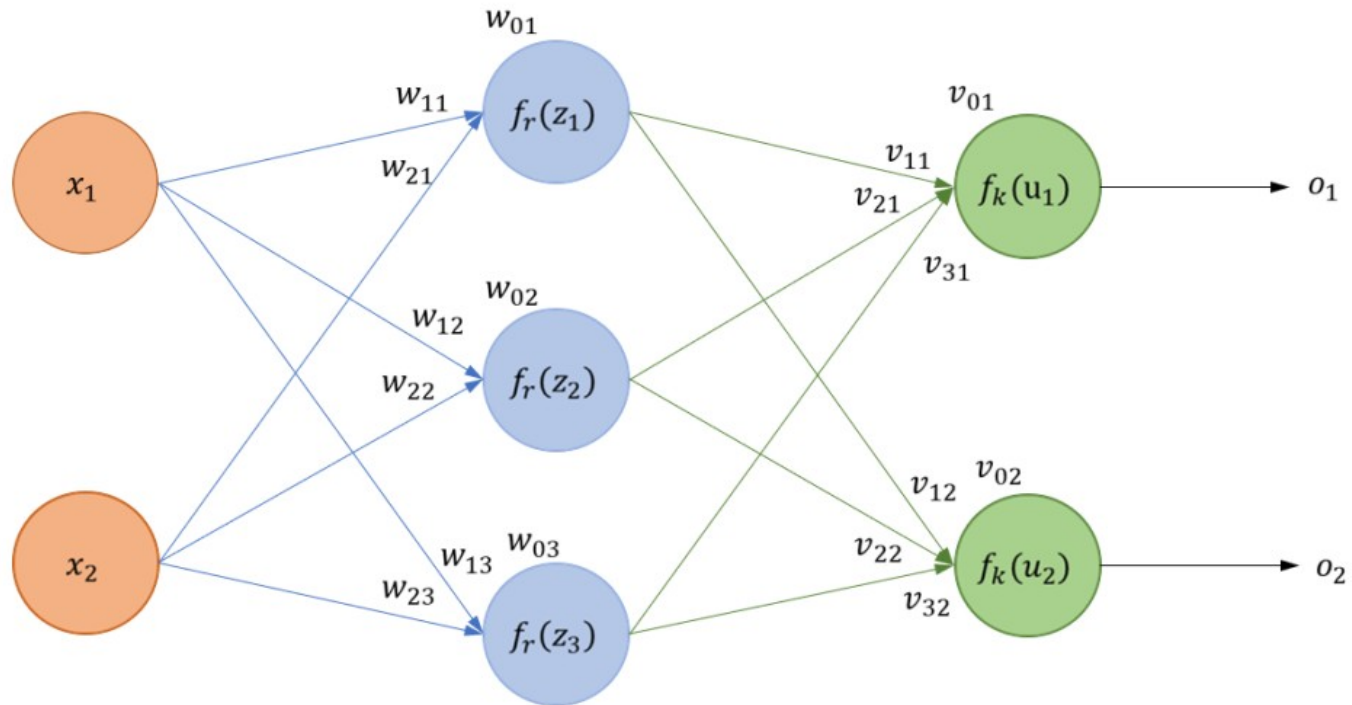 w₀₁
w₁₁
f_r(z₁)
v₀₁
w₂₁
v₁₁
x₁
f_k(u₁)
o₁
v₂₁
v₃₁
w₀₂
w₁₂
f_r(z₂)
w₂₂
v₀₂
v₁₂
w₀₃
w₁₃
v₂₂
x₂
f_k(u₂)
o₂
w₂₃
v₃₂
f_r(z₃)